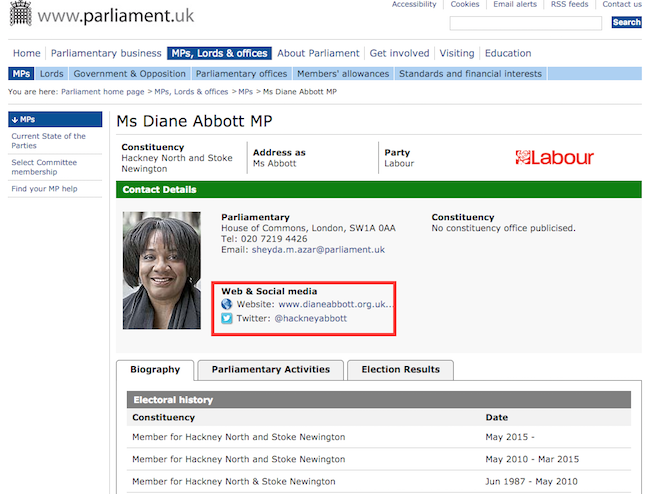 Accessibility | Cookies | Email alerts | RSS feeds | Contact us
www.parliament.uk
Search
Home | Parliamentary business | MPs, Lords & offices | About Parliament | Get involved | Visiting | Education
MPs | Lords | Government & Opposition | Parliamentary offices | Members' allowances | Standards and financial interests
You are here: Parliament home page > MPs, Lords & offices > MPs > Ms Diane Abbott MP
MPs
Current State of the
Parties
Select Committee
membership
Find your MP help
Ms Diane Abbott MP
Constituency
Hackney North and Stoke
Newington
Address as
Ms Abbott
Party
Labour
Labour
Contact Details
Parliamentary
House of Commons, London, SW1A 0AA
Tel: 020 7219 4426
Email: sheyda.m.azar@parliament.uk
Constituency
No constituency office publicised.
Web & Social media
Website: www.dianeabbott.org.uk...
Twitter: @hackneyabbott
Biography
Parliamentary Activities
Election Results
Electoral history
Constituency Date
Member for Hackney North and Stoke Newington May 2015 -
Member for Hackney North and Stoke Newington May 2010 - Mar 2015
Member for Hackney North & Stoke Newington Jun 1987 - May 2010